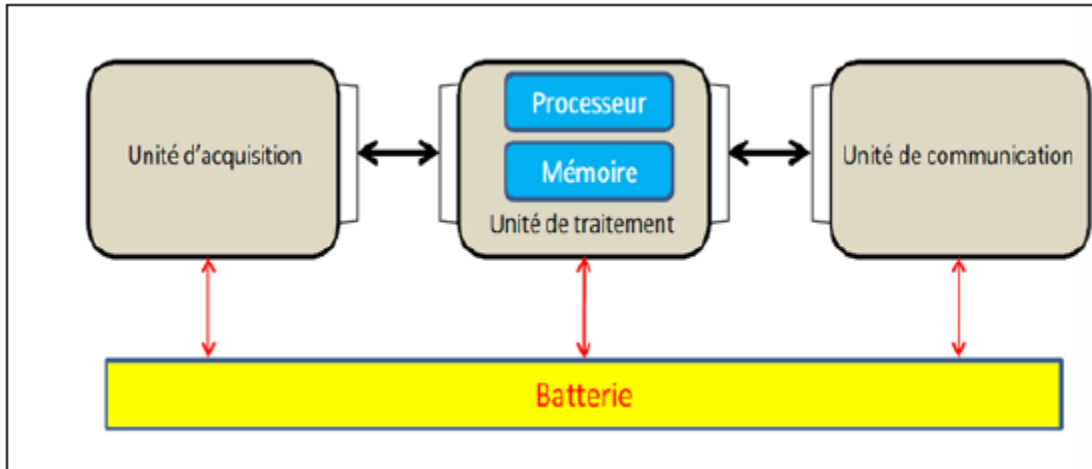 Unité d'acquisition
Processeur
Mémoire
Unité de traitement
Unité de communication
Batterie